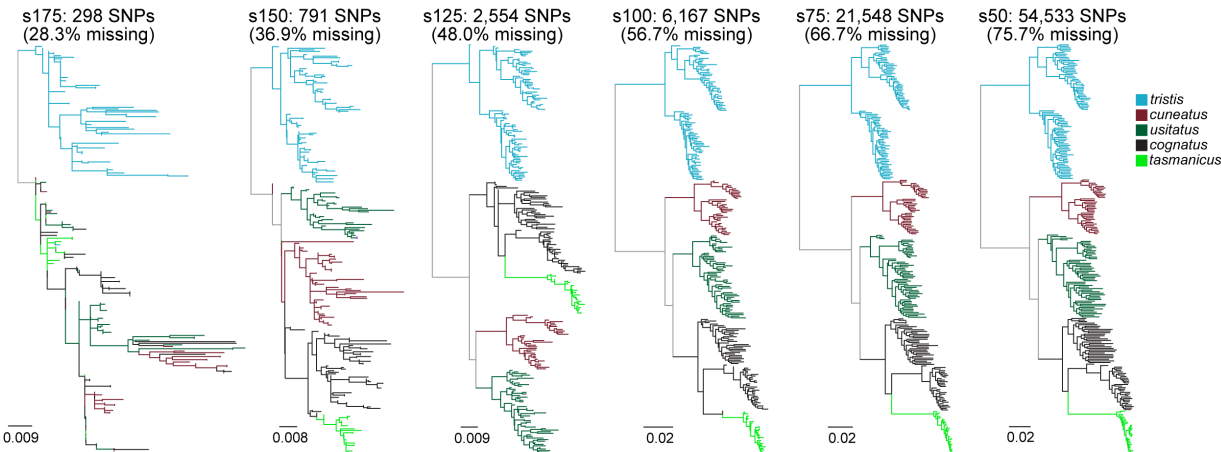 s175: 298 SNPs
(28.3% missing)
s150: 791 SNPs
(36.9% missing)
s125: 2,554 SNPs
(48.0% missing)
s100: 6,167 SNPs
(56.7% missing)
s75: 21,548 SNPs
(66.7% missing)
s50: 54,533 SNPs
(75.7% missing)
tristis
cuneatus
usitatus
cognatus
tasmanicus
0.009
0.008
0.009
0.02
0.02
0.02